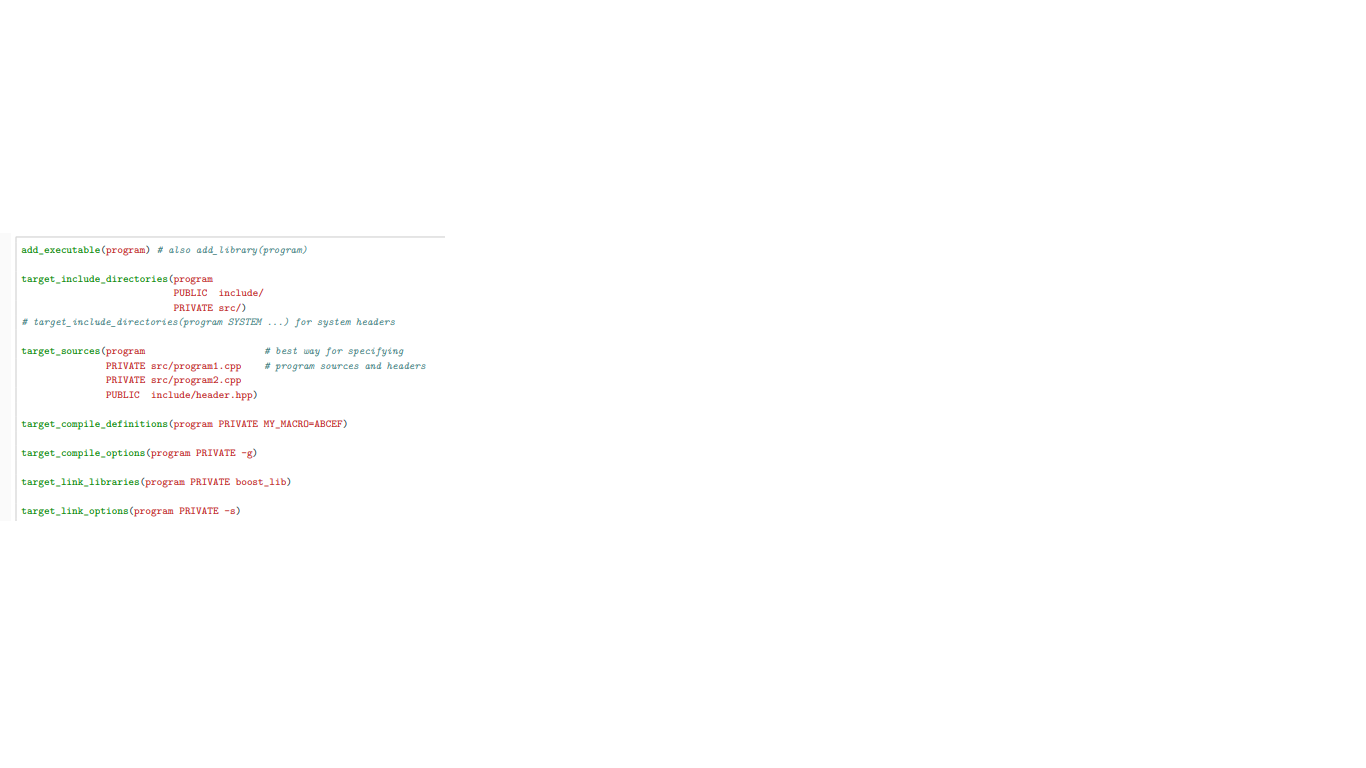 add_executable(program) # also add_library(program)
target_include_directories(program
PUBLIC include/
PRIVATE src/)
# target_include_directories(program SYSTEM ...) for system headers
target_sources(program # best way for specifying
PRIVATE src/program1.cpp # program sources and headers
PRIVATE src/program2.cpp
PUBLIC include/header.hpp)
target_compile_definitions(program PRIVATE MY_MACRO=ABCEF)
target_compile_options(program PRIVATE -g)
target_link_libraries(program PRIVATE boost_lib)
target_link_options(program PRIVATE -s)